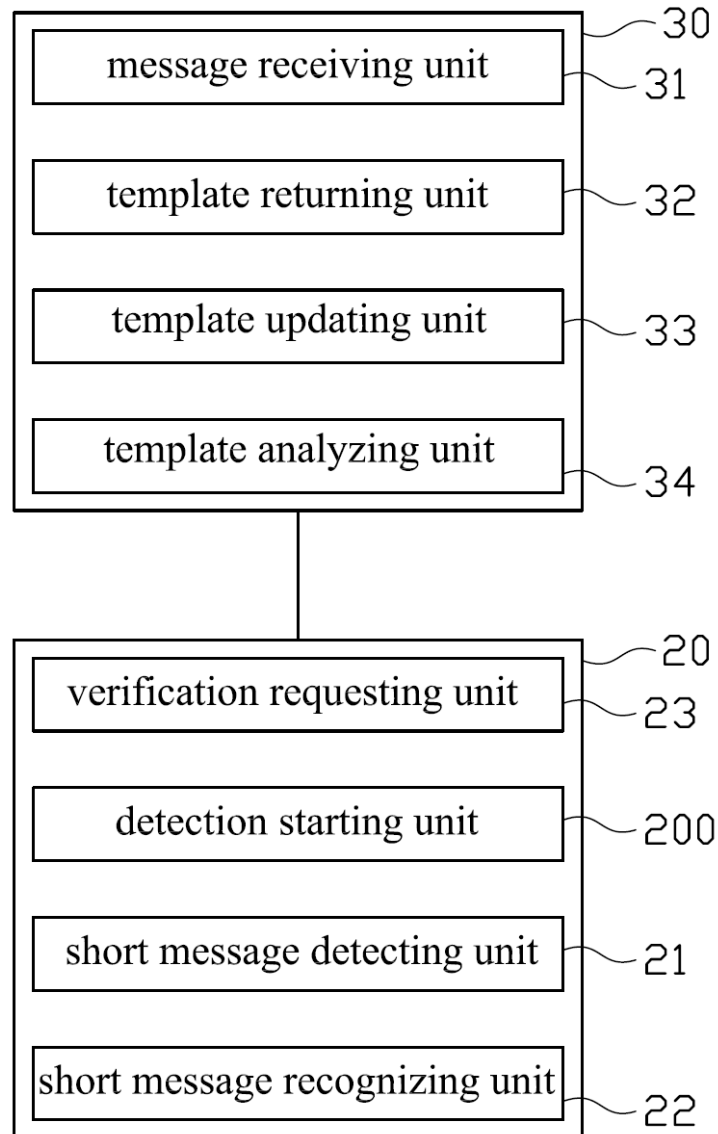 30
message receiving unit
31
template returning unit
32
template updating unit
33
template analyzing unit
34
20
verification requesting unit
23
detection starting unit
200
short message detecting unit
21
short message recognizing unit
22